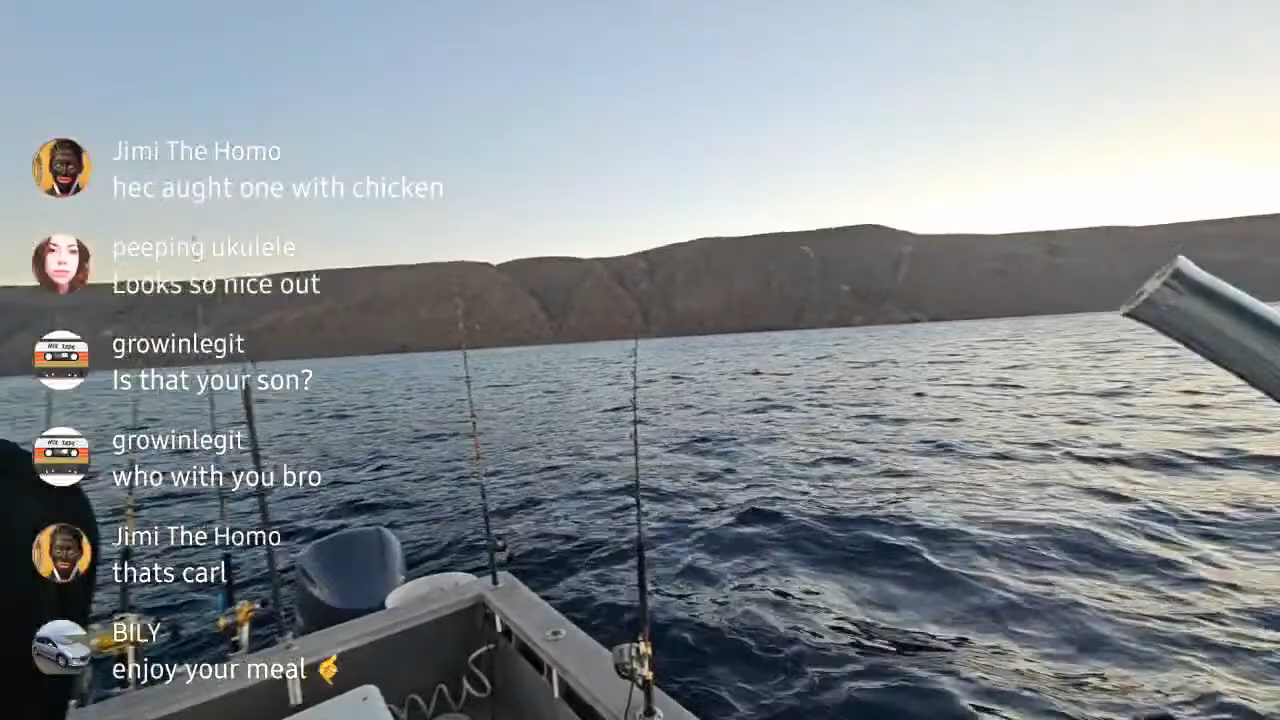 Jimi The Homo
hec aught one with chicken
peeping ukulele
Looks so nice out
growinlegit
Is that your son?
growinlegit
who with you bro
Jimi The Homo
thats carl
BILY
enjoy your meal 🫰